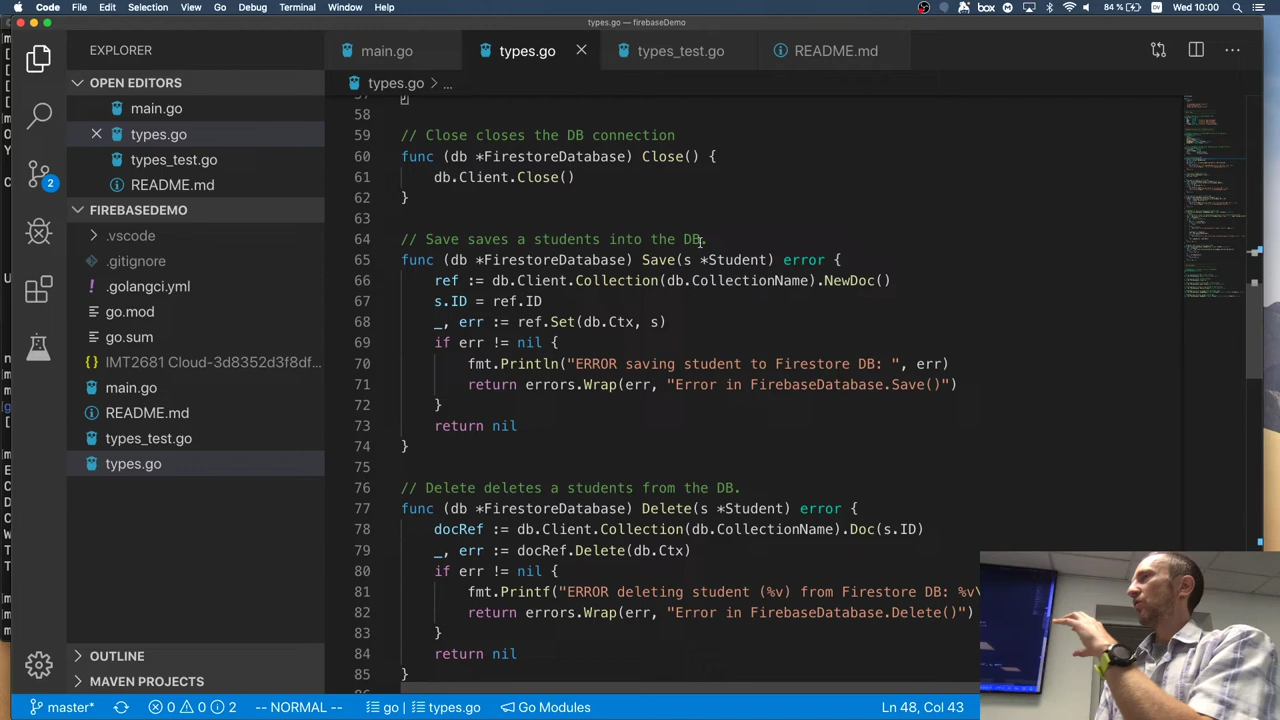 Code File Edit Selection View Go Debug Terminal Window Help box 84 % DV Wed 10:00
types.go — firebaseDemo
EXPLORER
main.go
types.go
types_test.go
README.md
OPEN EDITORS
types.go > ...
main.go
types.go
types_test.go
README.md
FIREBASEDEMO
.vscode
.gitignore
.golangci.yml
go.mod
go.sum
{} IMT2681 Cloud-3d8352d3f8df...
main.go
README.md
types_test.go
types.go
OUTLINE
MAVEN PROJECTS
57 }
58
59 // Close closes the DB connection
60 func (db *FirestoreDatabase) Close() {
61 db.Client.Close()
62 }
63
64 // Save saves students into the DB.
65 func (db *FirestoreDatabase) Save(s *Student) error {
66 ref := db.Client.Collection(db.CollectionName).NewDoc()
67 s.ID = ref.ID
68 _, err := ref.Set(db.Ctx, s)
69 if err != nil {
70 fmt.Println("ERROR saving student to Firestore DB: ", err)
71 return errors.Wrap(err, "Error in FirebaseDatabase.Save()")
72 }
73 return nil
74 }
75
76 // Delete deletes a students from the DB.
77 func (db *FirestoreDatabase) Delete(s *Student) error {
78 docRef := db.Client.Collection(db.CollectionName).Doc(s.ID)
79 _, err := docRef.Delete(db.Ctx)
80 if err != nil {
81 fmt.Printf("ERROR deleting student (%v) from Firestore DB: %v\
82 return errors.Wrap(err, "Error in FirebaseDatabase.Delete()")
83 }
84 return nil
85 }
2
master* 0 0 2 -- NORMAL -- go | types.go Go Modules Ln 48, Col 43